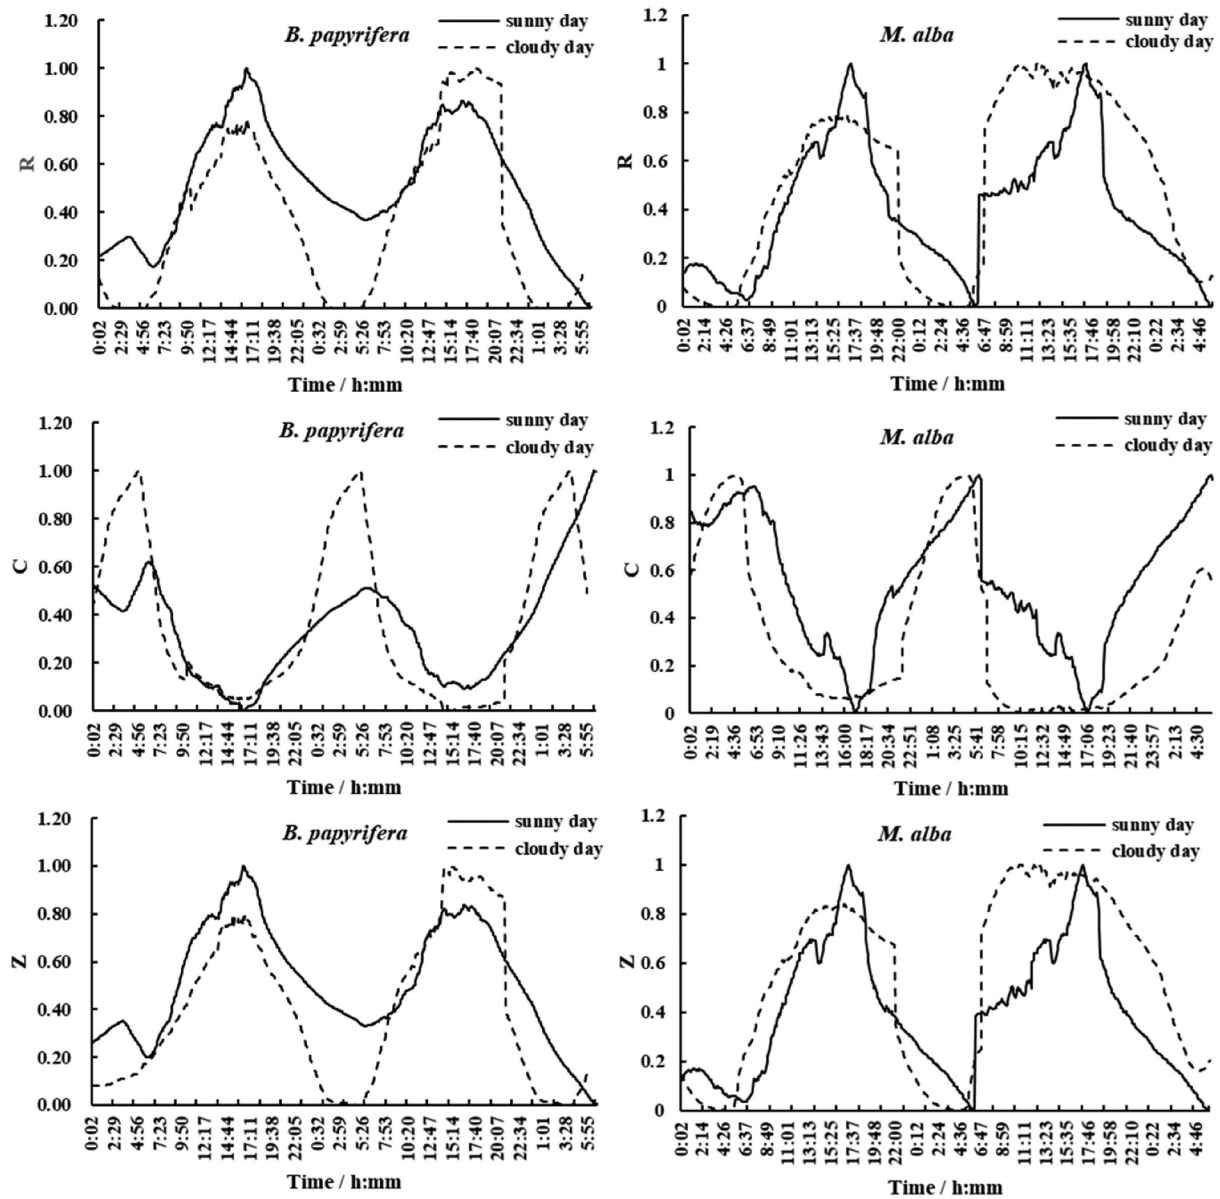 B. papyrifera
sunny day
cloudy day
1.20
1.00
0.80
0.60
0.40
0.20
0.00
R
0:02 2:29 4:56 7:23 9:50 12:17 14:44 17:11 19:38 22:05 0:32 2:59 5:26 7:53 10:20 12:47 15:14 17:40 20:07 22:34 1:01 3:28 5:55
Time / h:mm
M. alba
sunny day
cloudy day
1.2
1
0.8
0.6
0.4
0.2
0
R
0:02 2:14 4:26 6:37 8:49 11:01 13:13 15:25 17:37 19:48 22:00 0:12 2:24 4:36 6:47 8:59 11:11 13:23 15:35 17:46 19:58 22:10 0:22 2:34 4:46
Time / h:mm
B. papyrifera
sunny day
cloudy day
1.20
1.00
0.80
0.60
0.40
0.20
0.00
C
0:02 2:29 4:56 7:23 9:50 12:17 14:44 17:11 19:38 22:05 0:32 2:59 5:26 7:53 10:20 12:47 15:14 17:40 20:07 22:34 1:01 3:28 5:55
Time / h:mm
M. alba
sunny day
cloudy day
1.2
1
0.8
0.6
0.4
0.2
0
C
0:02 2:19 4:36 6:53 9:10 11:26 13:43 16:00 18:17 20:34 22:51 1:08 3:25 5:41 7:58 10:15 12:32 14:49 17:06 19:23 21:40 23:57 2:13 4:30
Time / h:mm
B. papyrifera
sunny day
cloudy day
1.20
1.00
0.80
0.60
0.40
0.20
0.00
Z
0:02 2:29 4:56 7:23 9:50 12:17 14:44 17:11 19:38 22:05 0:32 2:59 5:26 7:53 10:20 12:47 15:14 17:40 20:07 22:34 1:01 3:28 5:55
Time / h:mm
M. alba
sunny day
cloudy day
1.2
1
0.8
0.6
0.4
0.2
0
Z
0:02 2:14 4:26 6:37 8:49 11:01 13:13 15:25 17:37 19:48 22:00 0:12 2:24 4:36 6:47 8:59 11:11 13:23 15:35 17:46 19:58 22:10 0:22 2:34 4:46
Time / h:mm